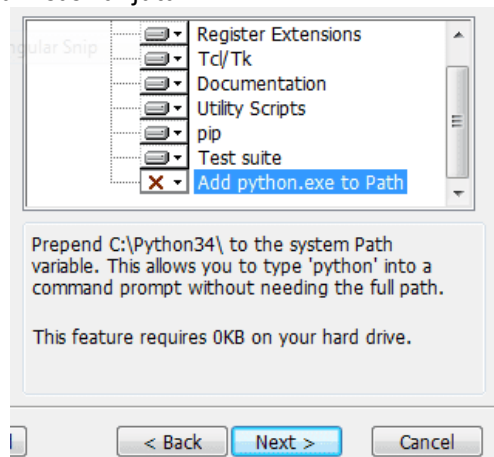 Register Extensions
ngular Snip
Tcl/Tk
Documentation
Utility Scripts
pip
Test suite
Add python.exe to Path
Prepend C:\Python34\ to the system Path
variable. This allows you to type 'python' into a
command prompt without needing the full path.
This feature requires 0KB on your hard drive.
< Back
Next >
Cancel